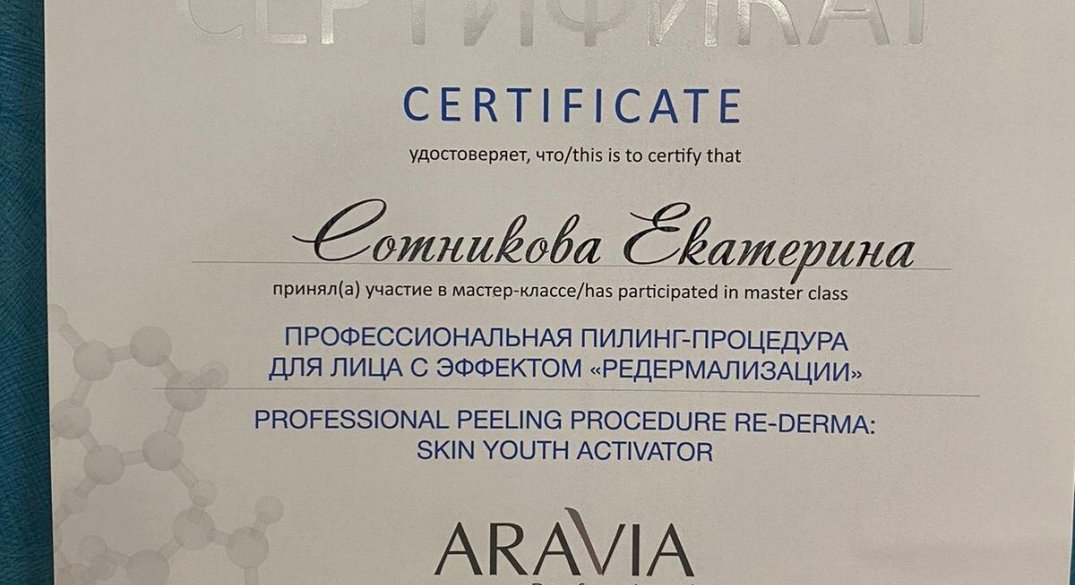 СЕРТИФИКАТ
CERTIFICATE
удостоверяет, что/this is to certify that
Сотникова Екатерина
принял(а) участие в мастер-классе/has participated in master class
ПРОФЕССИОНАЛЬНАЯ ПИЛИНГ-ПРОЦЕДУРА
ДЛЯ ЛИЦА С ЭФФЕКТОМ «РЕДЕРМАЛИЗАЦИИ»
PROFESSIONAL PEELING PROCEDURE RE-DERMA:
SKIN YOUTH ACTIVATOR
ARAVIA